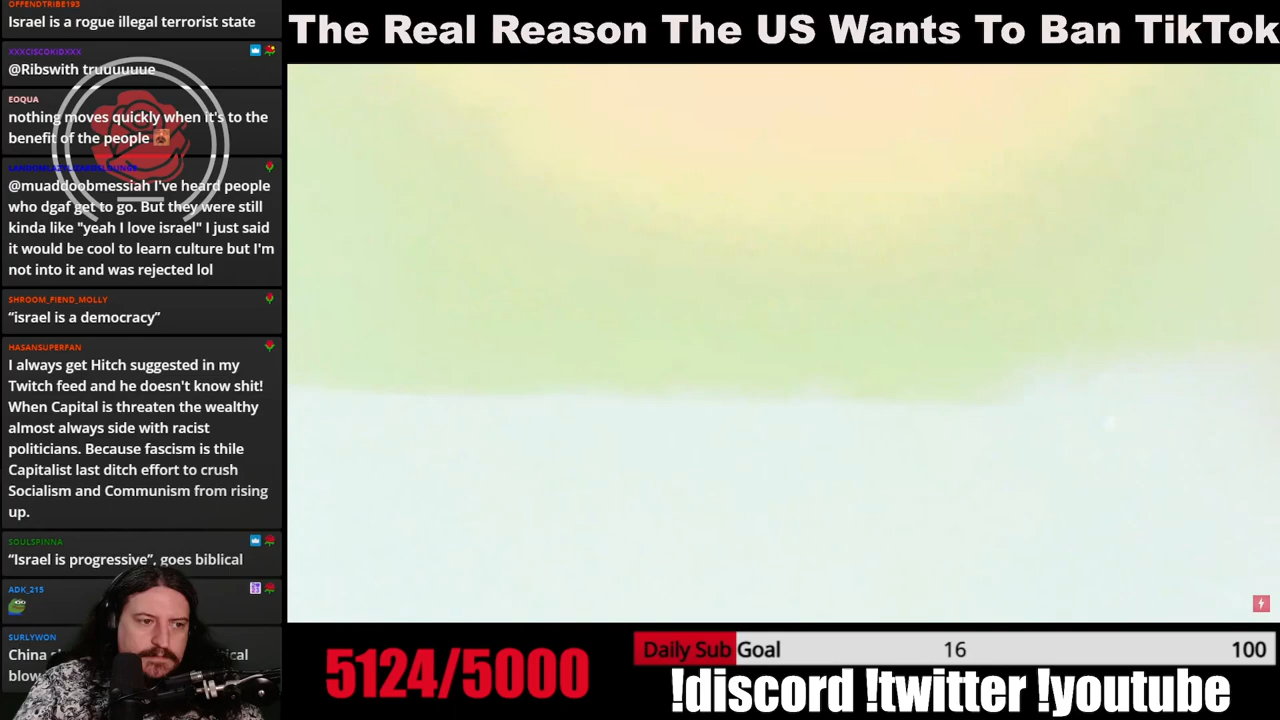 The Real Reason The US Wants To Ban TikTok
OFFENDTRIBE193
Israel is a rogue illegal terrorist state
XXXCISCOKIDXXX
@Ribswith truuuuuue
EOQUA
nothing moves quickly when it's to the
benefit of the people
@muaddoobmessiah I've heard people
who dgaf get to go. But they were still
kinda like "yeah I love israel" I just said
it would be cool to learn culture but I'm
not into it and was rejected lol
SHROOM_FIEND_MOLLY
“israel is a democracy”
HASANSUPERFAN
I always get Hitch suggested in my
Twitch feed and he doesn't know shit!
When Capital is threaten the wealthy
almost always side with racist
politicians. Because fascism is thile
Capitalist last ditch effort to crush
Socialism and Communism from rising
up.
SOULSPINNA
“Israel is progressive”, goes biblical
ADK_215
SURLYWON
China
blow
5124/5000
Daily Sub Goal 16 100
!discord !twitter !youtube